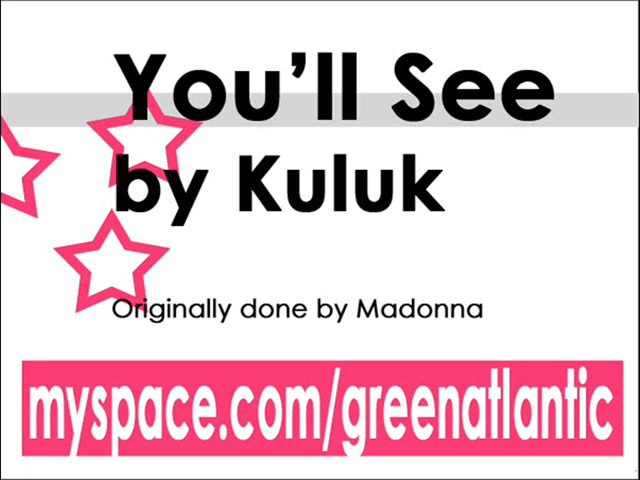 You’ll See
by Kuluk
Originally done by Madonna
myspace.com/greenatlantic